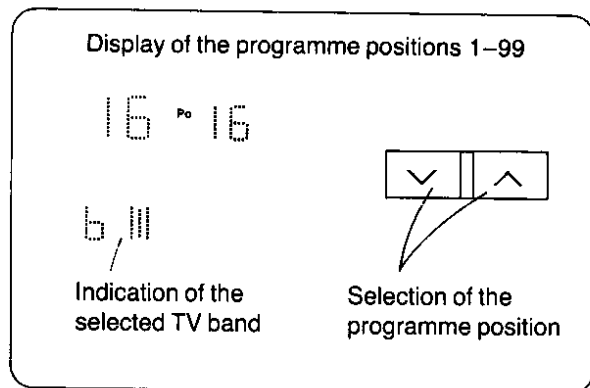 Display of the programme positions 1–99
16 Po 16
b III
Indication of the
selected TV band
Selection of the
programme position